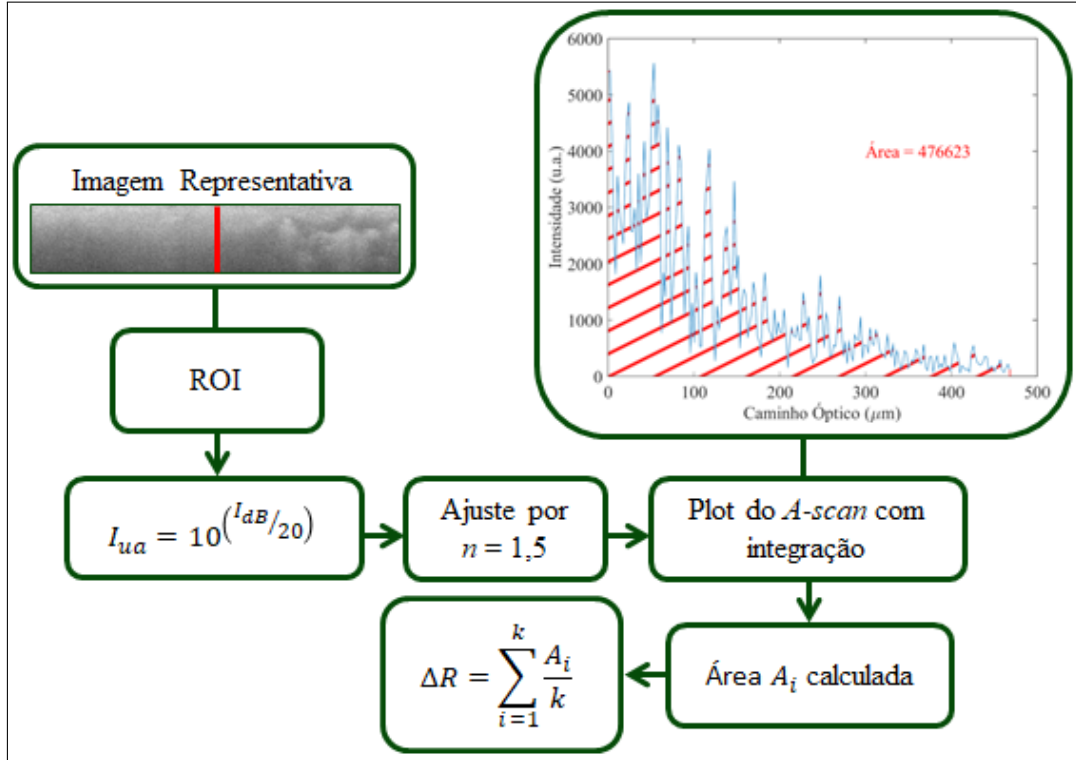 Imagem Representativa
ROI
I_ua = 10^(I_dB/20)
Ajuste por
n = 1,5
Plot do A-scan com
integração
Área A_i calculada
ΔR = ∑_{i=1}^{k} A_i/k
6000
5000
4000
3000
2000
1000
0
Intensidade (u.a.)
Área = 476623
0 100 200 300 400 500
Caminho Óptico (μm)